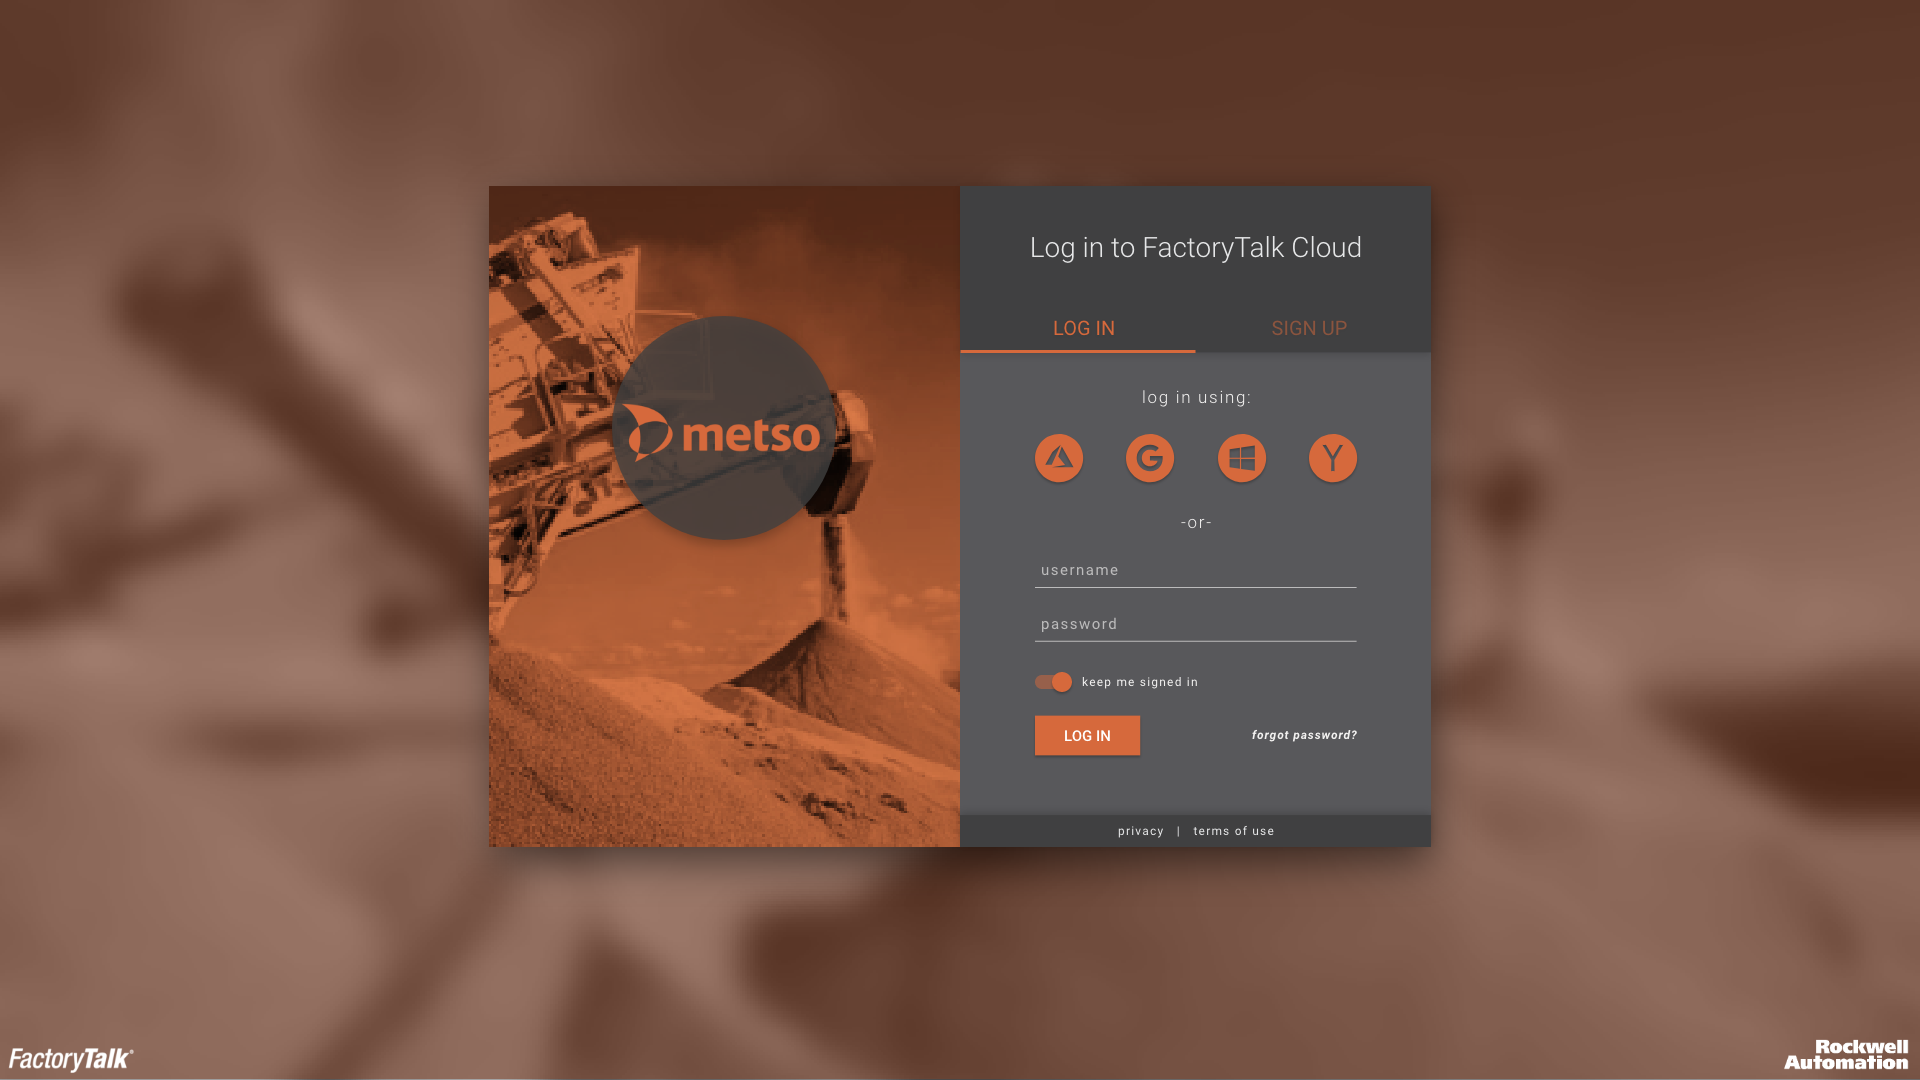 Log in to FactoryTalk Cloud
LOG IN
SIGN UP
metso
log in using:
-or-
username
password
keep me signed in
LOG IN
forgot password?
privacy | terms of use
FactoryTalk®
Rockwell
Automation